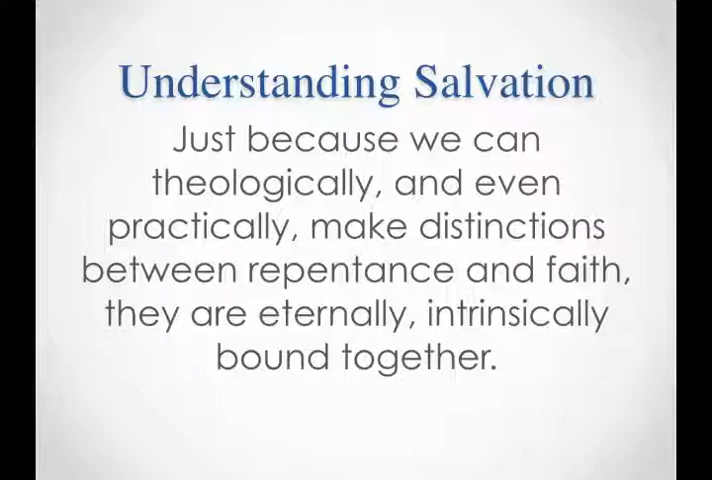 Understanding Salvation
Just because we can
theologically, and even
practically, make distinctions
between repentance and faith,
they are eternally, intrinsically
bound together.